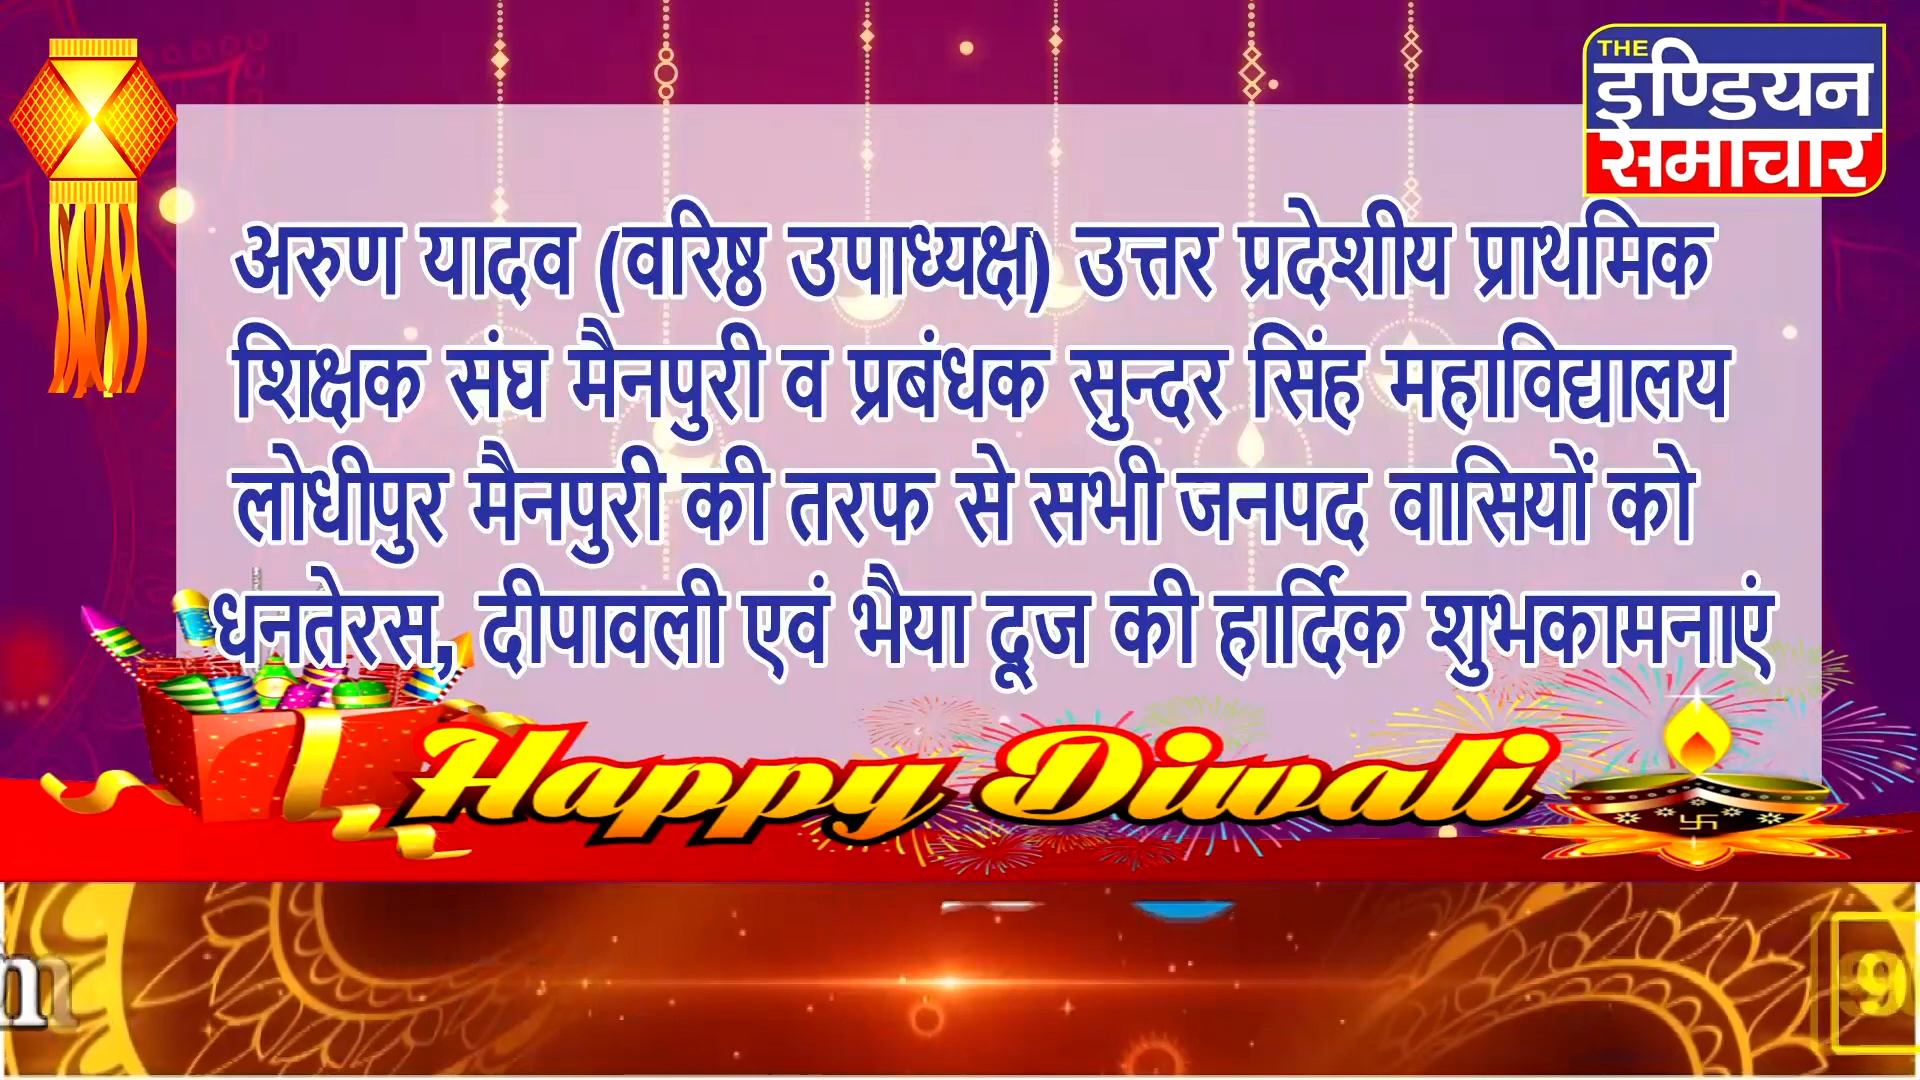 THE
इण्डियन
समाचार
अरुण यादव (वरिष्ठ उपाध्यक्ष) उत्तर प्रदेशीय प्राथमिक
शिक्षक संघ मैनपुरी व प्रबंधक सुन्दर सिंह महाविद्यालय
लोधीपुर मैनपुरी की तरफ से सभी जनपद वासियों को
धनतेरस, दीपावली एवं भैया दूज की हार्दिक शुभकामनाएं
Happy Diwali